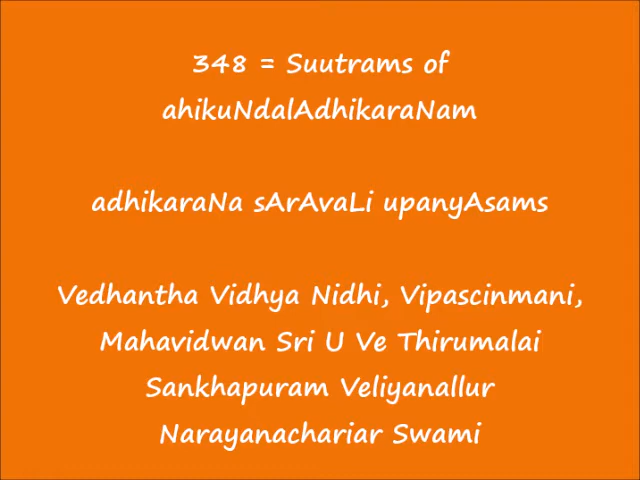 348 = Suutrams of
ahikuNdalAdhikaraNam
adhikaraNa sArAvaLi upanyAsams
Vedhantha Vidhya Nidhi, Vipascinmani,
Mahavidwan Sri U Ve Thirumalai
Sankhapuram Veliyanallur
Narayanachariar Swami